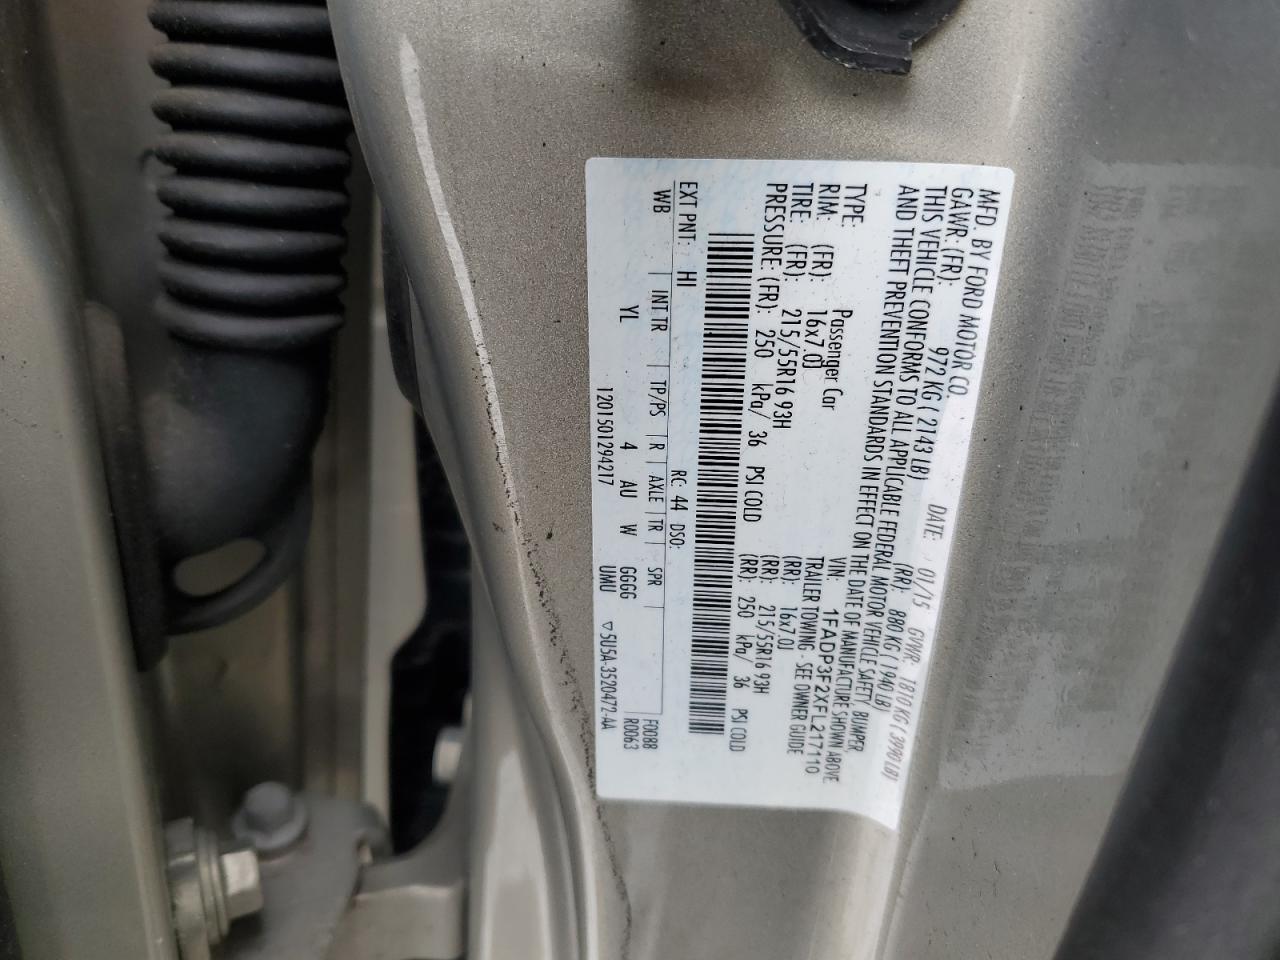 MFD. BY FORD MOTOR CO.
DATE: 01/15 GVWR: 1810 KG ( 3990 LB)
GAWR: (FR): 972 KG ( 2143 LB) (RR): 880 KG ( 1940 LB)
THIS VEHICLE CONFORMS TO ALL APPLICABLE FEDERAL MOTOR VEHICLE SAFETY, BUMPER,
AND THEFT PREVENTION STANDARDS IN EFFECT ON THE DATE OF MANUFACTURE SHOWN ABOVE
VIN: 1FADP3F2XFL217110
TYPE: Passenger Car TRAILER TOWING - SEE OWNER GUIDE
RIM: (FR): 16x7.0J (RR): 16x7.0J
TIRE: (FR): 215/55R16 93H (RR): 215/55R16 93H
PRESSURE: (FR): 250 kPa/ 36 PSI COLD (RR): 250 kPa/ 36 PSI COLD
EXT PNT: HI RC: 44 DSO: F0088
WB INT TR TP/PS R AXLE TR SPR R0063
YL 4 AU W GGGG
1201501294217 UMU ▽5U5A-3520472-AA